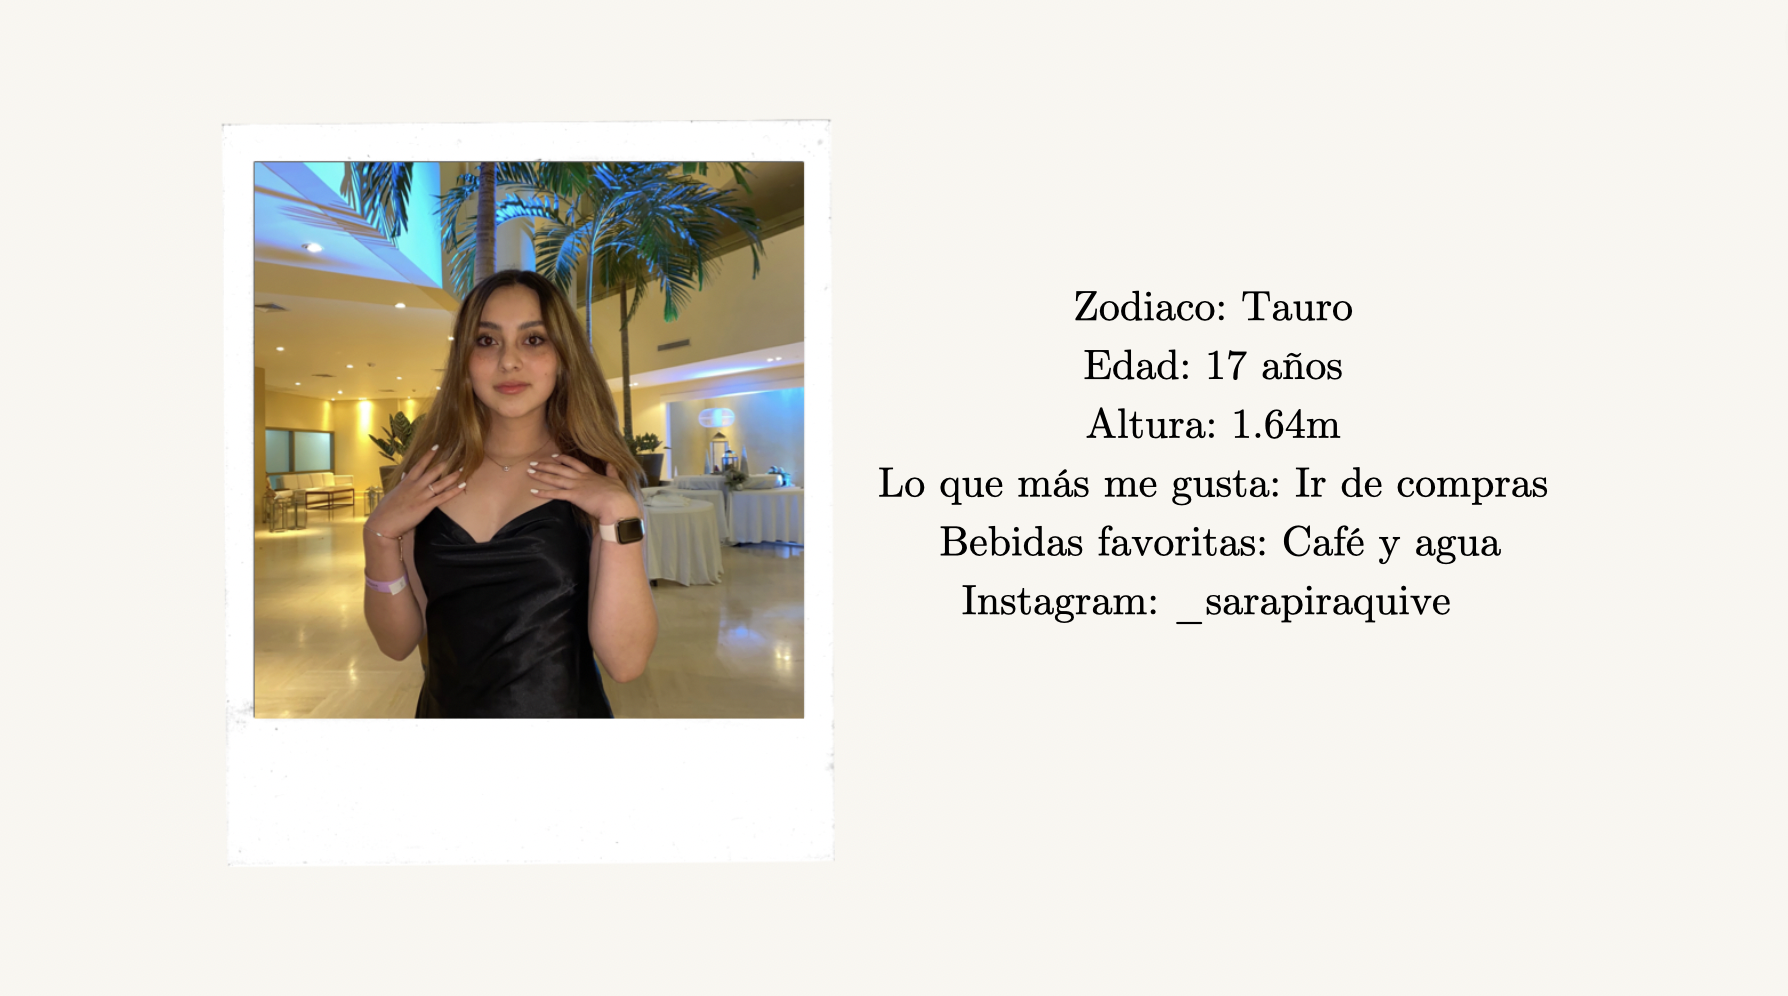 Zodiaco: Tauro
Edad: 17 años
Altura: 1.64m
Lo que más me gusta: Ir de compras
Bebidas favoritas: Café y agua
Instagram: _sarapiraquive